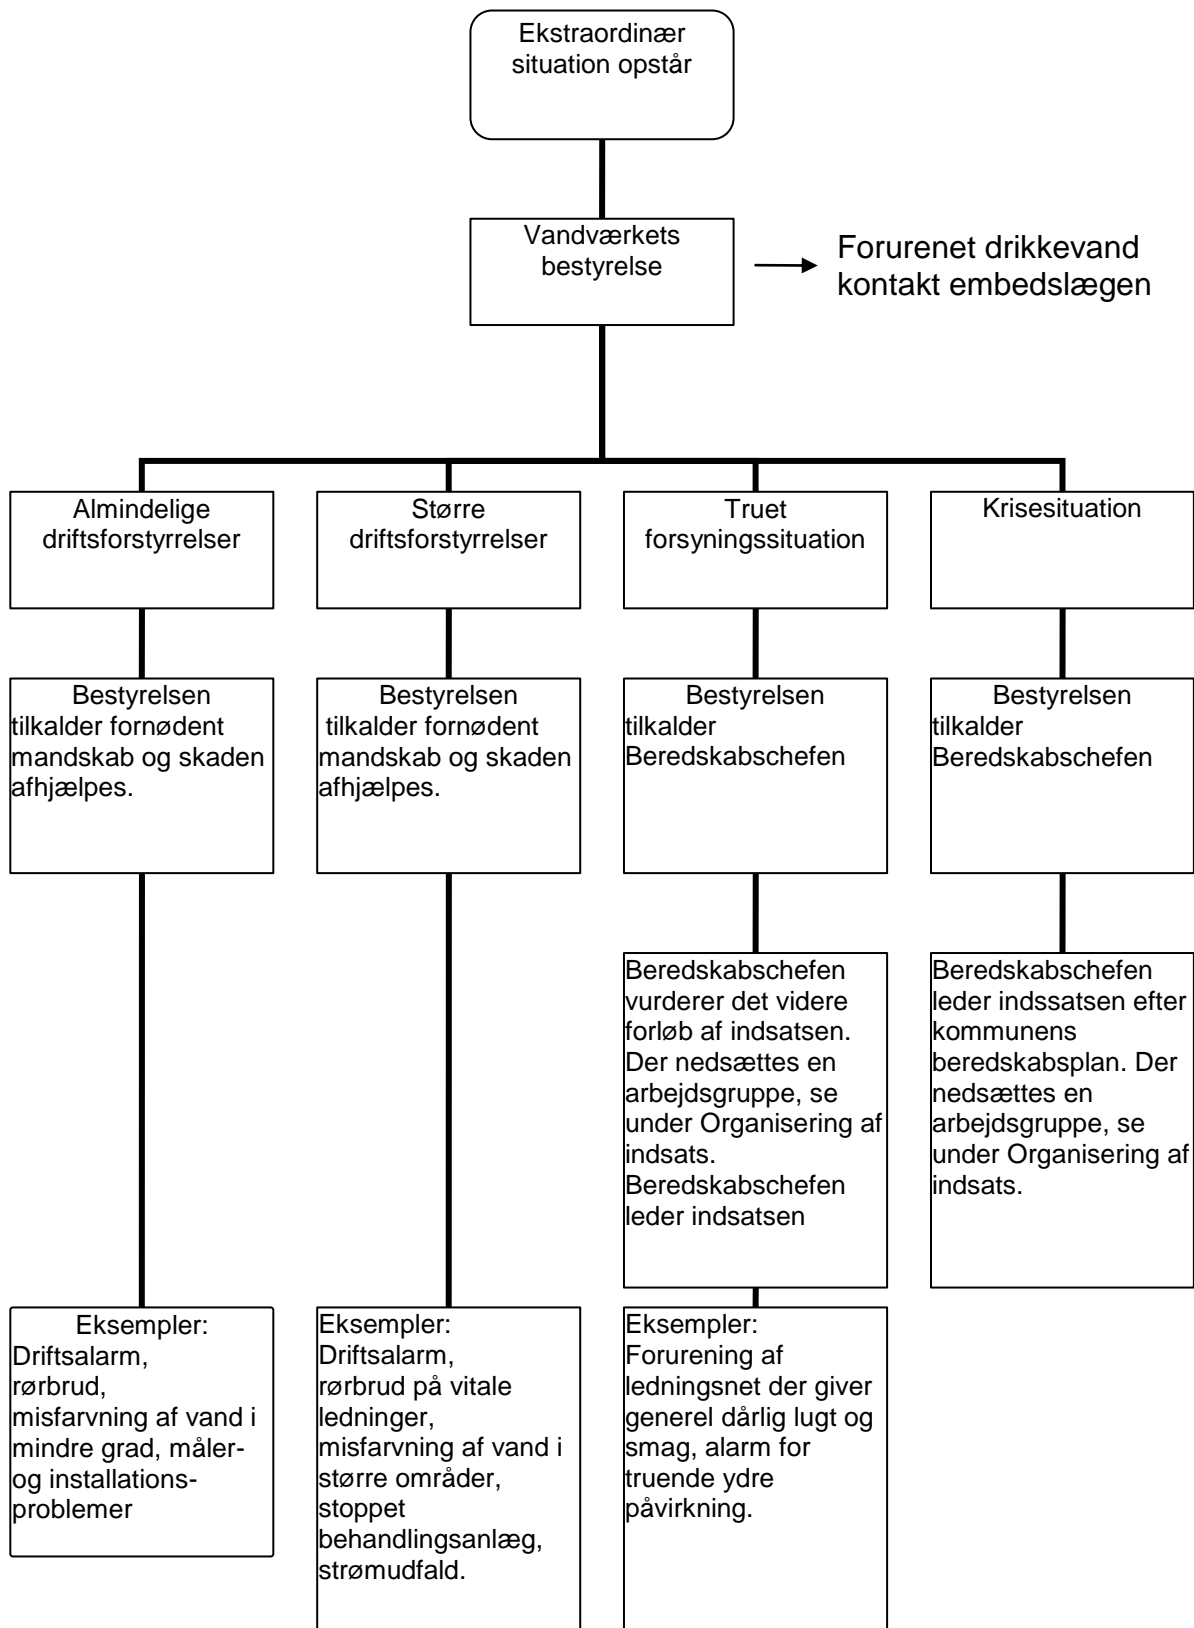 Ekstraordinær
situation opstår
Vandværkets
bestyrelse
Forurenet drikkevand
kontakt embedslægen
Almindelige
driftsforstyrrelser
Større
driftsforstyrrelser
Truet
forsyningssituation
Krisesituation
Bestyrelsen
tilkalder fornødent
mandskab og skaden
afhjælpes.
Bestyrelsen
tilkalder fornødent
mandskab og skaden
afhjælpes.
Bestyrelsen
tilkalder
Beredskabschefen
Bestyrelsen
tilkalder
Beredskabschefen
Beredskabschefen
vurderer det videre
forløb af indsatsen.
Der nedsættes en
arbejdsgruppe, se
under Organisering af
indsats.
Beredskabschefen
leder indsatsen
Beredskabschefen
leder indssatsen efter
kommunens
beredskabsplan. Der
nedsættes en
arbejdsgruppe, se
under Organisering af
indsats.
Eksempler:
Driftsalarm,
rørbrud,
misfarvning af vand i
mindre grad, måler-
og installations-
problemer
Eksempler:
Driftsalarm,
rørbrud på vitale
ledninger,
misfarvning af vand i
større områder,
stoppet
behandlingsanlæg,
strømudfald.
Eksempler:
Forurening af
ledningsnet der giver
generel dårlig lugt og
smag, alarm for
truende ydre
påvirkning.